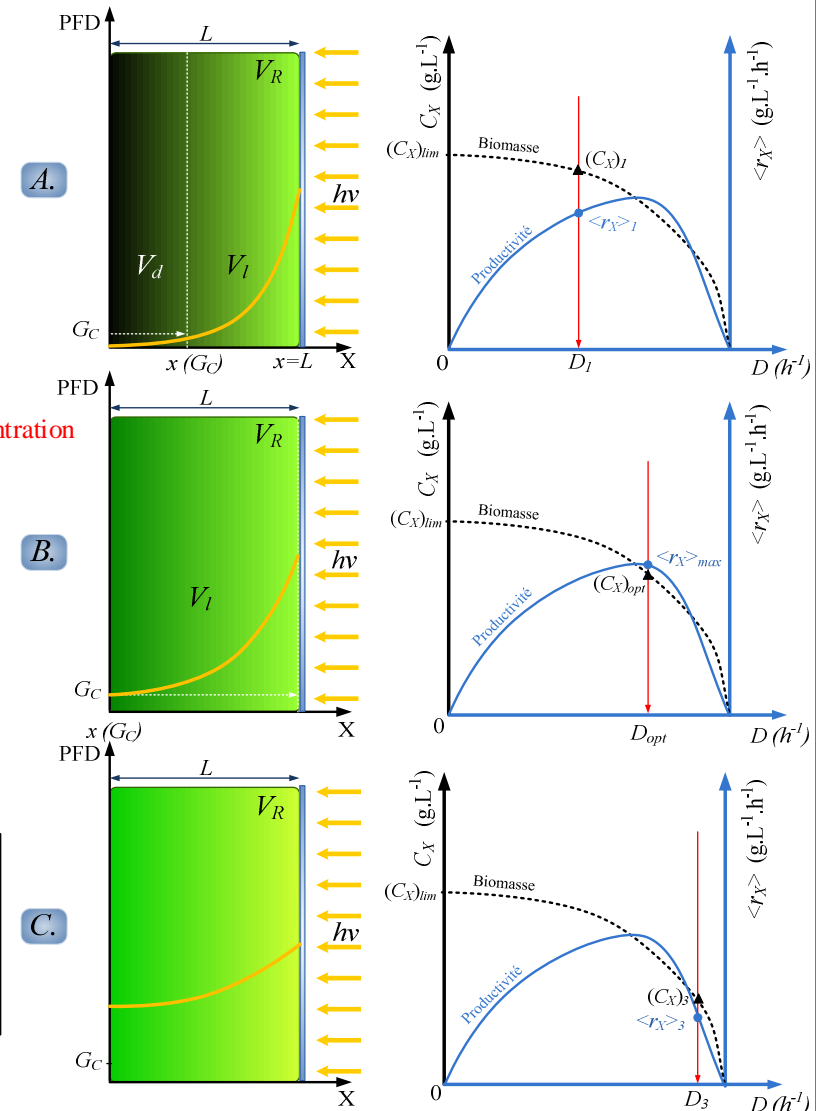 PFD
L
V_R
A.
hν
V_d
V_l
G_C
x (G_C)
x=L
X
C_X (g.L⁻¹)
<r_X> (g.L⁻¹.h⁻¹)
(C_X)_lim
Biomasse
(C_X)_1
<r_X>_1
Productivité
0
D_1
D (h⁻¹)
PFD
L
ntration
V_R
B.
hν
V_l
G_C
x (G_C)
X
C_X (g.L⁻¹)
<r_X> (g.L⁻¹.h⁻¹)
(C_X)_lim
Biomasse
<r_X>_max
(C_X)_opt
Productivité
0
D_opt
D (h⁻¹)
PFD
L
V_R
C.
hν
G_C
X
C_X (g.L⁻¹)
<r_X> (g.L⁻¹.h⁻¹)
(C_X)_lim
Biomasse
(C_X)_3
<r_X>_3
Productivité
0
D_3
D (h⁻¹)